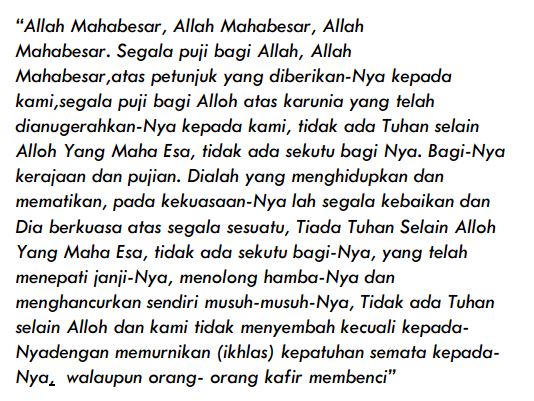 “Allah Mahabesar, Allah Mahabesar, Allah
Mahabesar. Segala puji bagi Allah, Allah
Mahabesar,atas petunjuk yang diberikan-Nya kepada
kami,segala puji bagi Alloh atas karunia yang telah
dianugerahkan-Nya kepada kami, tidak ada Tuhan selain
Alloh Yang Maha Esa, tidak ada sekutu bagi Nya. Bagi-Nya
kerajaan dan pujian. Dialah yang menghidupkan dan
mematikan, pada kekuasaan-Nya lah segala kebaikan dan
Dia berkuasa atas segala sesuatu, Tiada Tuhan Selain Alloh
Yang Maha Esa, tidak ada sekutu bagi-Nya, yang telah
menepati janji-Nya, menolong hamba-Nya dan
menghancurkan sendiri musuh-musuh-Nya, Tidak ada Tuhan
selain Alloh dan kami tidak menyembah kecuali kepada-
Nyadengan memurnikan (ikhlas) kepatuhan semata kepada-
Nya, walaupun orang- orang kafir membenci”